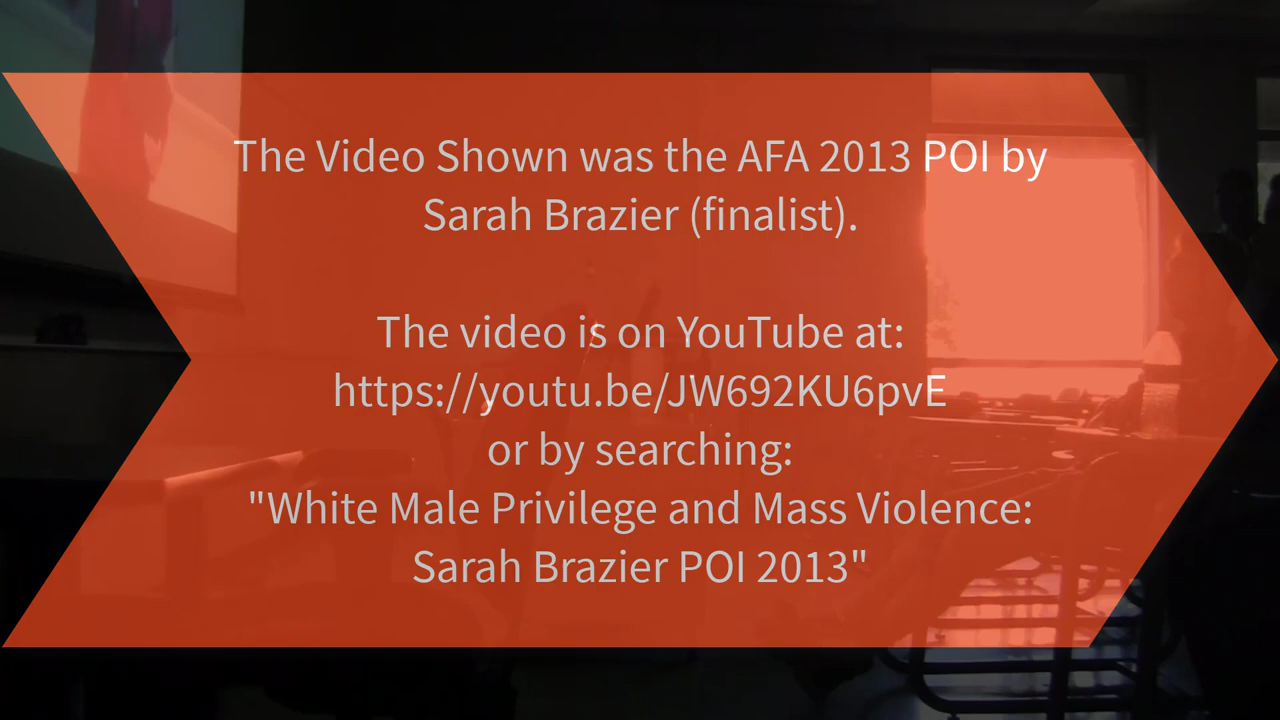 The Video Shown was the AFA 2013 POI by
Sarah Brazier (finalist).
The video is on YouTube at:
https://youtu.be/JW692KU6pvE
or by searching:
"White Male Privilege and Mass Violence:
Sarah Brazier POI 2013"